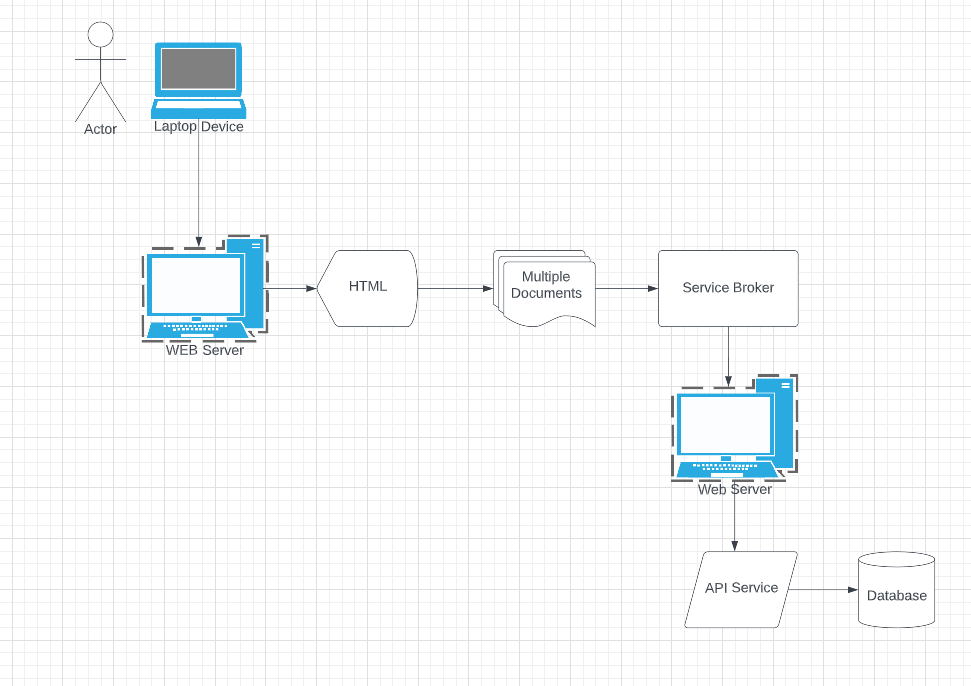 Actor
Laptop Device
WEB Server
HTML
Multiple
Documents
Service Broker
Web Server
API Service
Database